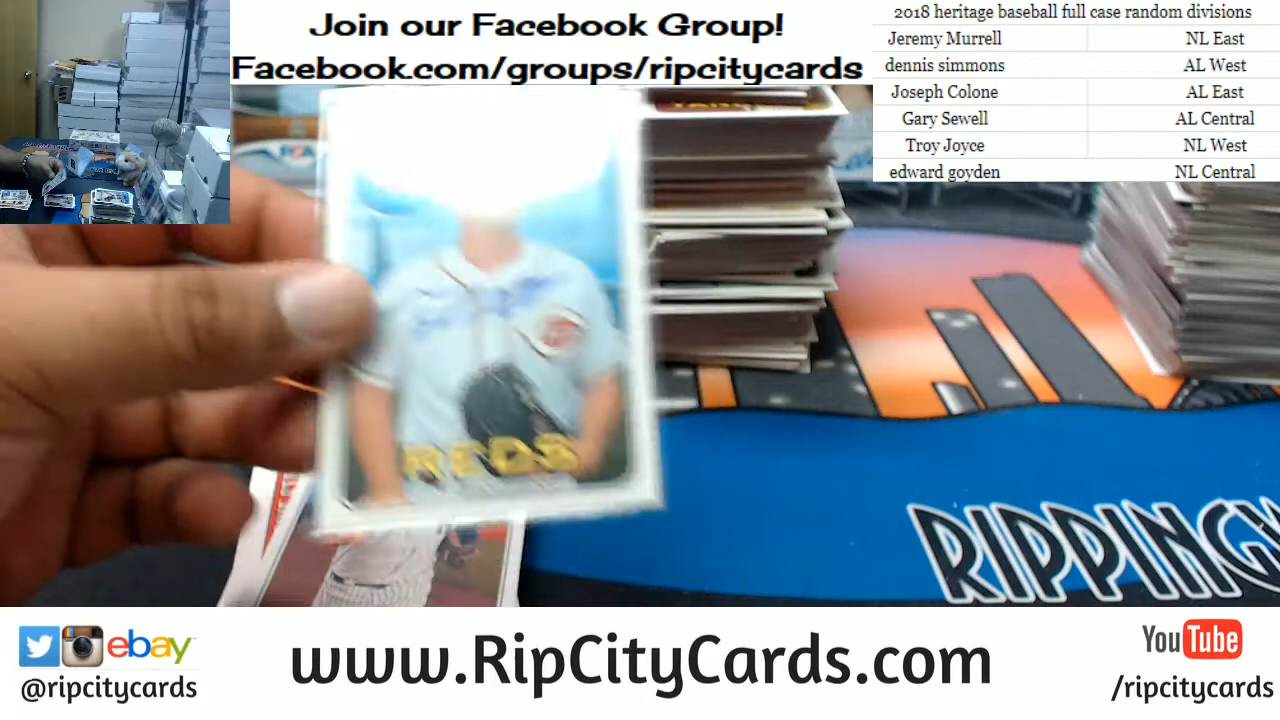 Join our Facebook Group!
Facebook.com/groups/ripcitycards
2018 heritage baseball full case random divisions
Jeremy Murrell NL East
dennis simmons AL West
Joseph Colone AL East
Gary Sewell AL Central
Troy Joyce NL West
edward goyden NL Central
REDS
RIPPING
ebay
@ripcitycards
www.RipCityCards.com
YouTube
/ripcitycards